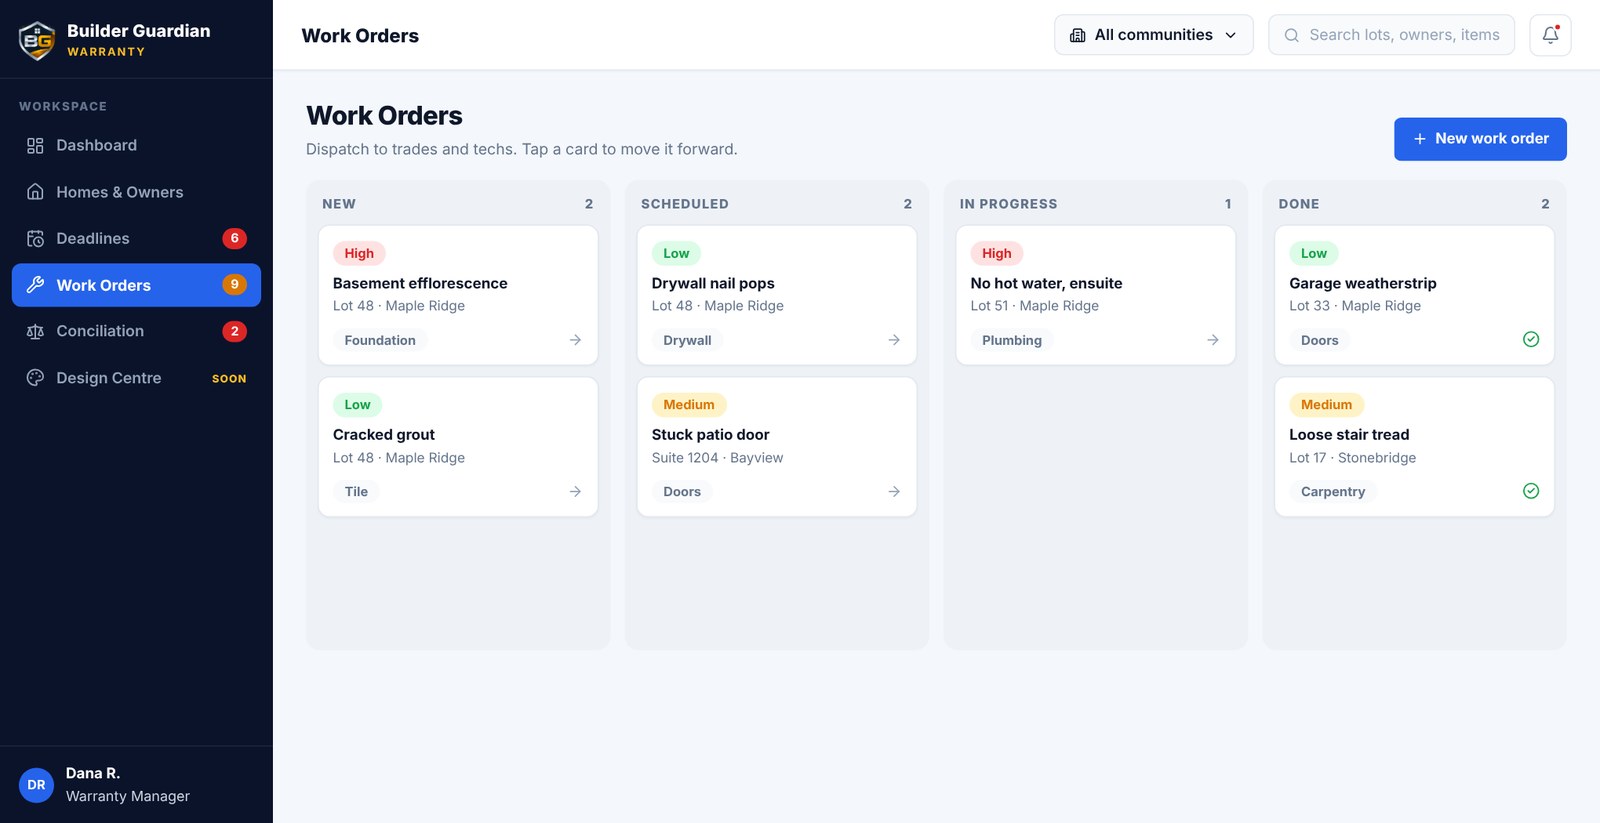 BG
Builder Guardian
WARRANTY
WORKSPACE
Dashboard
Homes & Owners
Deadlines 6
Work Orders 9
Conciliation 2
Design Centre SOON
DR
Dana R.
Warranty Manager
Work Orders
All communities
Search lots, owners, items
Work Orders
Dispatch to trades and techs. Tap a card to move it forward.
+ New work order
NEW 2
High
Basement efflorescence
Lot 48 · Maple Ridge
Foundation →
Low
Cracked grout
Lot 48 · Maple Ridge
Tile →
SCHEDULED 2
Low
Drywall nail pops
Lot 48 · Maple Ridge
Drywall →
Medium
Stuck patio door
Suite 1204 · Bayview
Doors →
IN PROGRESS 1
High
No hot water, ensuite
Lot 51 · Maple Ridge
Plumbing →
DONE 2
Low
Garage weatherstrip
Lot 33 · Maple Ridge
Doors
Medium
Loose stair tread
Lot 17 · Stonebridge
Carpentry